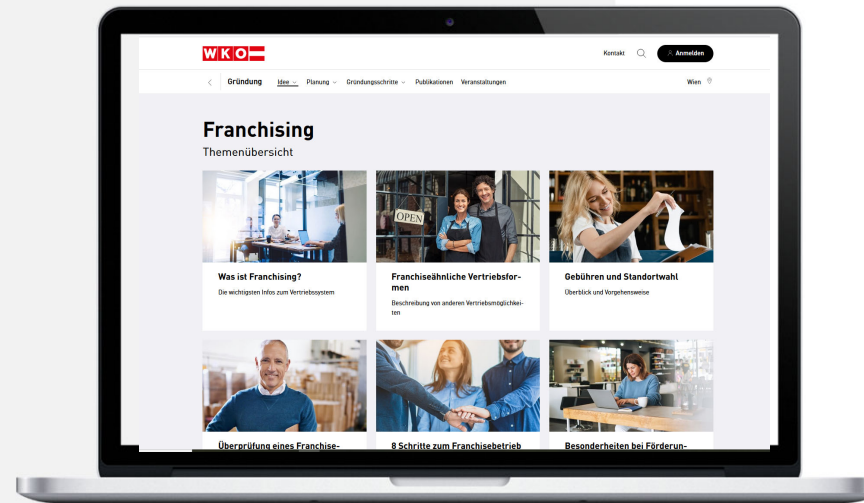 WKO
Kontakt
Anmelden
Gründung Idee Planung Gründungsschritte Publikationen Veranstaltungen Wien
Franchising
Themenübersicht
OPEN
Was ist Franchising?
Die wichtigsten Infos zum Vertriebssystem
Franchiseähnliche Vertriebsfor-
men
Beschreibung von anderen Vertriebsmöglichkei-
ten
Gebühren und Standortwahl
Überblick und Vorgehensweise
Überprüfung eines Franchise-
8 Schritte zum Franchisebetrieb
Besonderheiten bei Förderun-